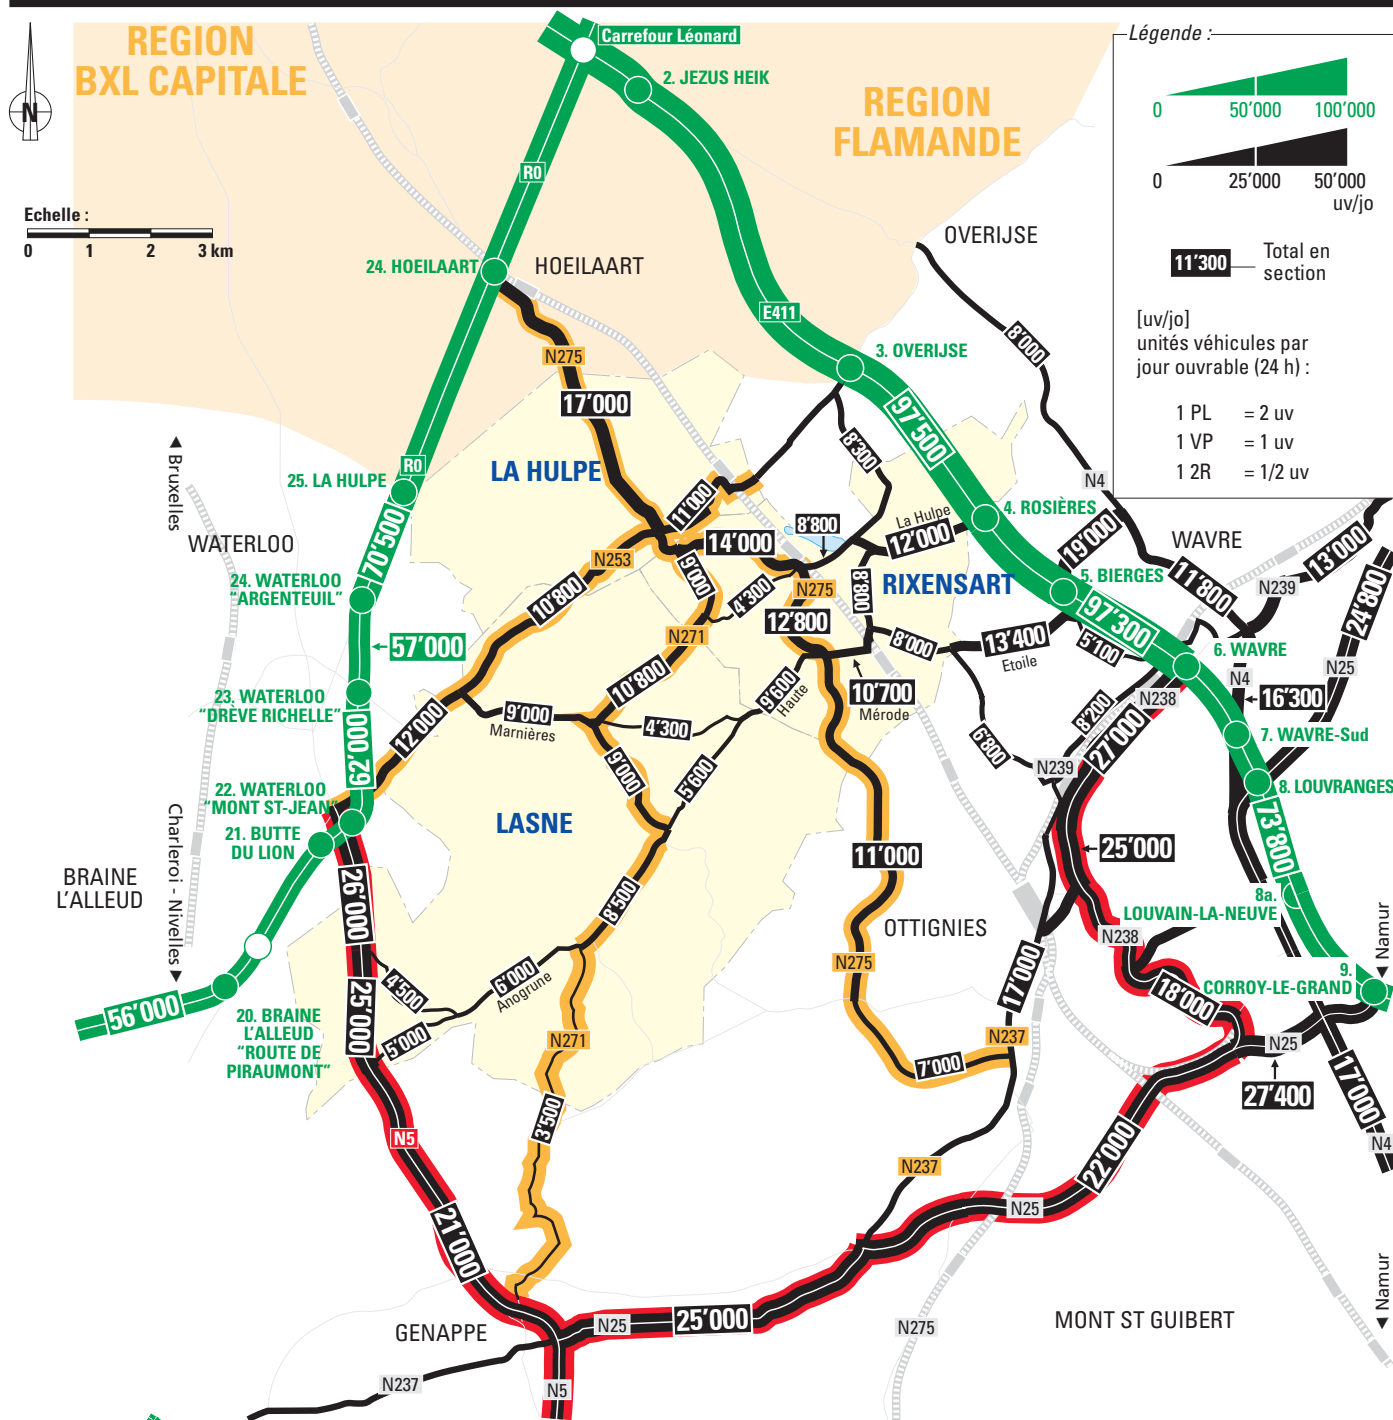 REGION
BXL CAPITALE
Carrefour Léonard
2. JEZUS HEIK
REGION
FLAMANDE
Légende :
0 50'000 100'000
0 25'000 50'000
uv/jo
11'300 Total en
section
[uv/jo]
unités véhicules par
jour ouvrable (24 h) :
1 PL = 2 uv
1 VP = 1 uv
1 2R = 1/2 uv
N
Echelle :
0 1 2 3 km
R0
24. HOEILAART
HOEILAART
OVERIJSE
E411
8'000
3. OVERIJSE
N275
17'000
97'500
8'300
Bruxelles
R0
25. LA HULPE
LA HULPE
N4
4. ROSIÈRES
11'000
La Hulpe
12'000
8'800
14'000
19'000
WAVRE
13'000
70'500
WATERLOO
N253
9'000
4'300
N275
8'800
RIXENSART
5. BIERGES
11'800
N239
24'800
24. WATERLOO
"ARGENTEUIL"
10'800
57'000
N271
12'800
8'000
13'400
Etoile
97'300
5'100
6. WAVRE
N4
N25
23. WATERLOO
"DRÈVE RICHELLE"
62'000
12'000
9'000
Marnières
10'800
4'300
9'600
Haute
10'700
Mérode
6'800
8'200
N238
27'000
16'300
7. WAVRE-Sud
22. WATERLOO
"MONT ST-JEAN"
21. BUTTE
DU LION
9'000
5'600
N239
8. LOUVRANGES
73'800
LASNE
11'000
25'000
BRAINE
L'ALLEUD
Charleroi - Nivelles
26'000
8'500
OTTIGNIES
8a.
LOUVAIN-LA-NEUVE
N238
Namur
56'000
25'000
4'500
6'000
Anogrune
5'000
N275
17'000
18'000
9.
CORROY-LE-GRAND
20. BRAINE
L'ALLEUD
"ROUTE DE
PIRAUMONT"
N271
N237
7'000
N25
27'400
17'000
N5
3'500
N237
22'000
N4
21'000
N25
Namur
GENAPPE
N25
25'000
N275
MONT ST GUIBERT
N237
N5